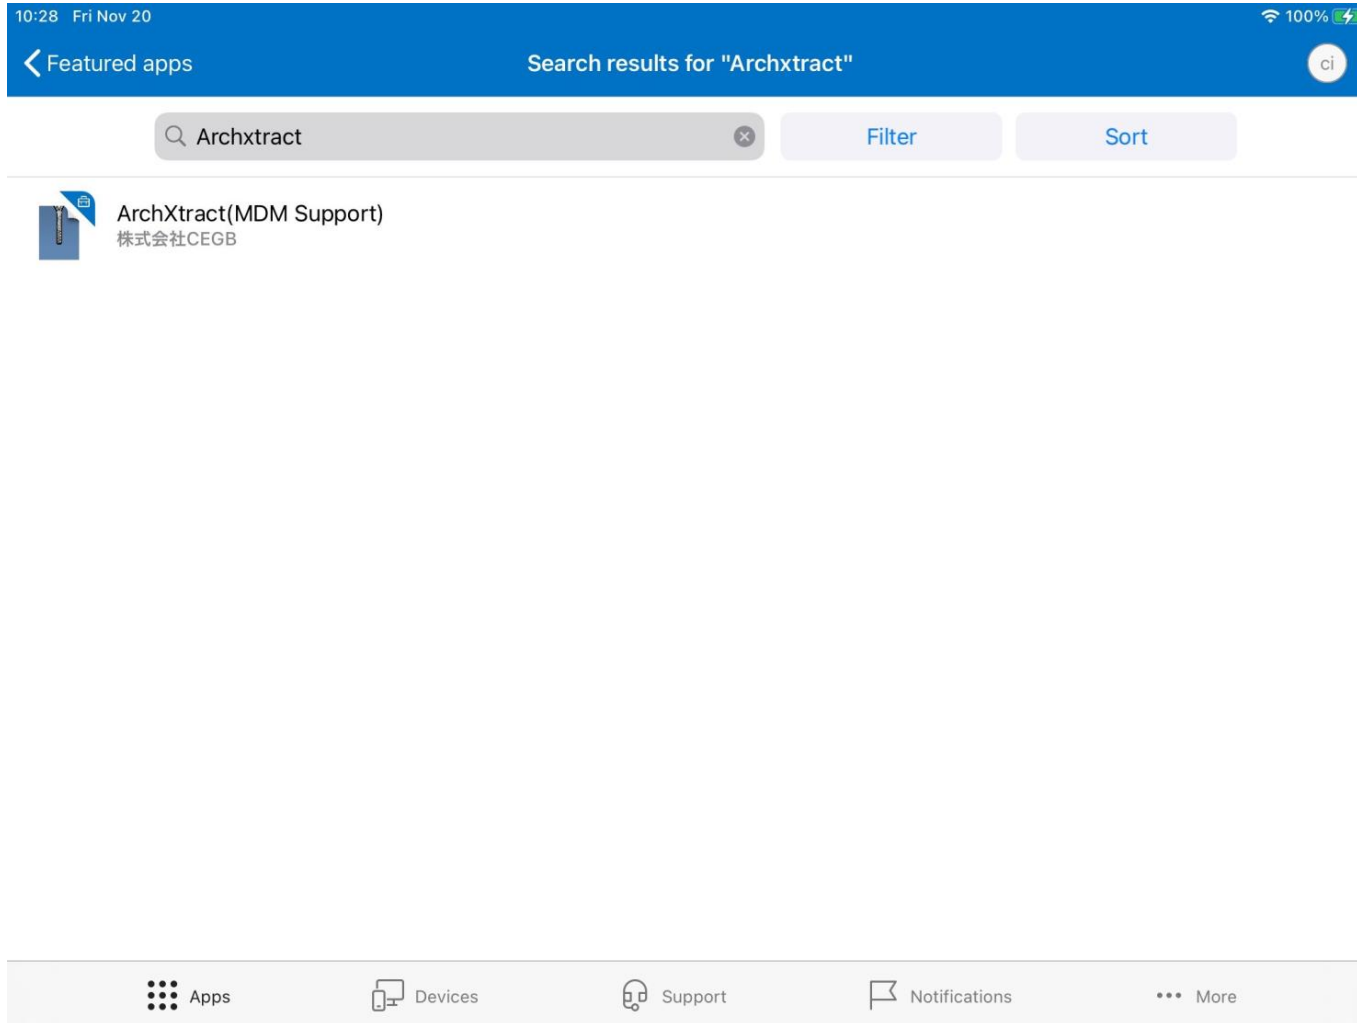 10:28 Fri Nov 20 100%
Featured apps Search results for "Archxtract" ci
Archxtract Filter Sort
ArchXtract(MDM Support)
株式会社CEGB
Apps Devices Support Notifications More